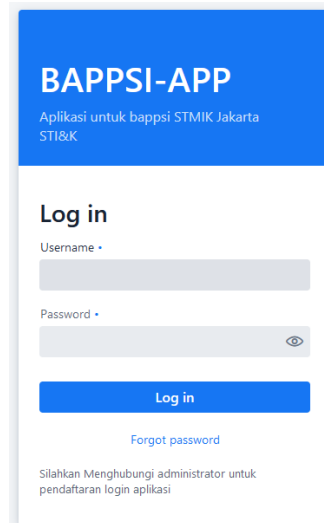 BAPPSI-APP
Aplikasi untuk bappsi STMIK Jakarta
STI&K
Log in
Username •
Password •
Log in
Forgot password
Silahkan Menghubungi administrator untuk
pendaftaran login aplikasi